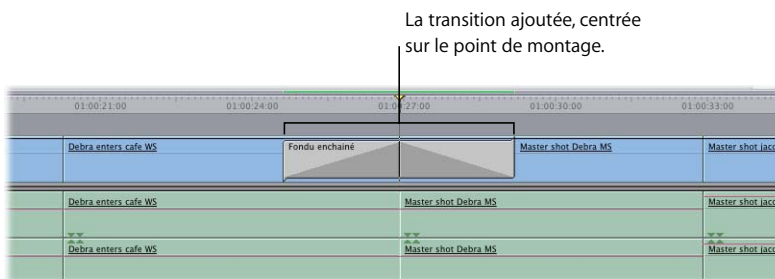 La transition ajoutée, centrée
sur le point de montage.
01:00:21:00 01:00:24:00 01:00:27:00 01:00:30:00 01:00:33:00
Debra enters cafe WS Fondu enchaîné Master shot Debra MS Master shot jacc
Debra enters cafe WS Master shot Debra MS Master shot jacc
Debra enters cafe WS Master shot Debra MS Master shot jacc